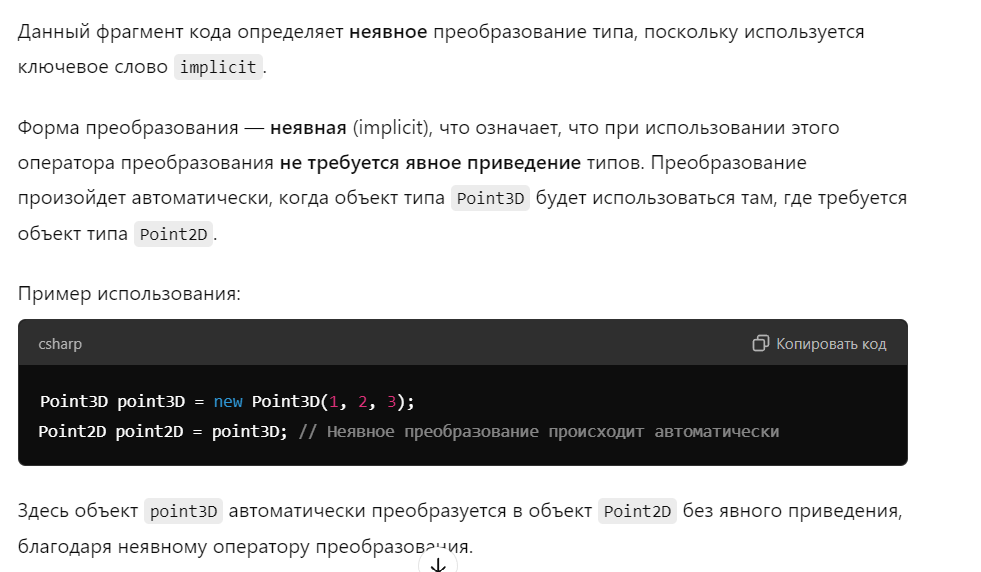 Данный фрагмент кода определяет неявное преобразование типа, поскольку используется
ключевое слово implicit.
Форма преобразования — неявная (implicit), что означает, что при использовании этого
оператора преобразования не требуется явное приведение типов. Преобразование
произойдет автоматически, когда объект типа Point3D будет использоваться там, где требуется
объект типа Point2D.
Пример использования:
csharp
Копировать код
Point3D point3D = new Point3D(1, 2, 3);
Point2D point2D = point3D; // Неявное преобразование происходит автоматически
Здесь объект point3D автоматически преобразуется в объект Point2D без явного приведения,
благодаря неявному оператору преобразования.